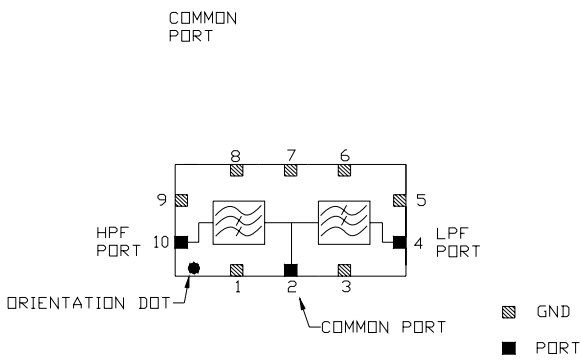 COMMON
PORT
8 7 6
9 5
HPF
PORT
10
4
LPF
PORT
ORIENTATION DOT
1 2 3
COMMON PORT
GND
PORT